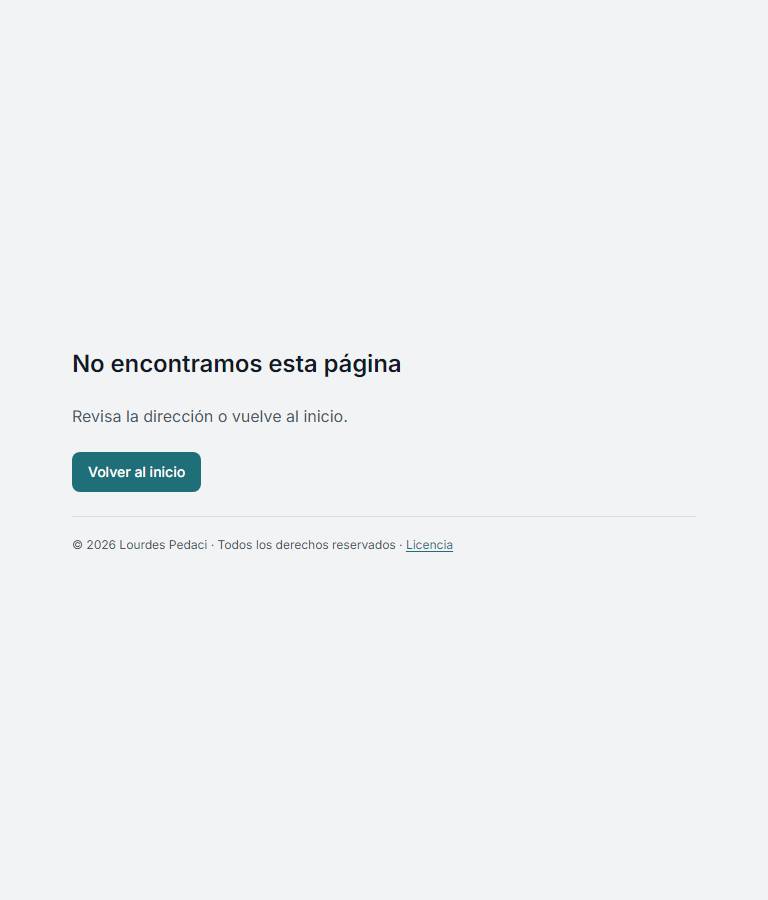 No encontramos esta página
Revisa la dirección o vuelve al inicio.
Volver al inicio
© 2026 Lourdes Pedaci · Todos los derechos reservados · Licencia